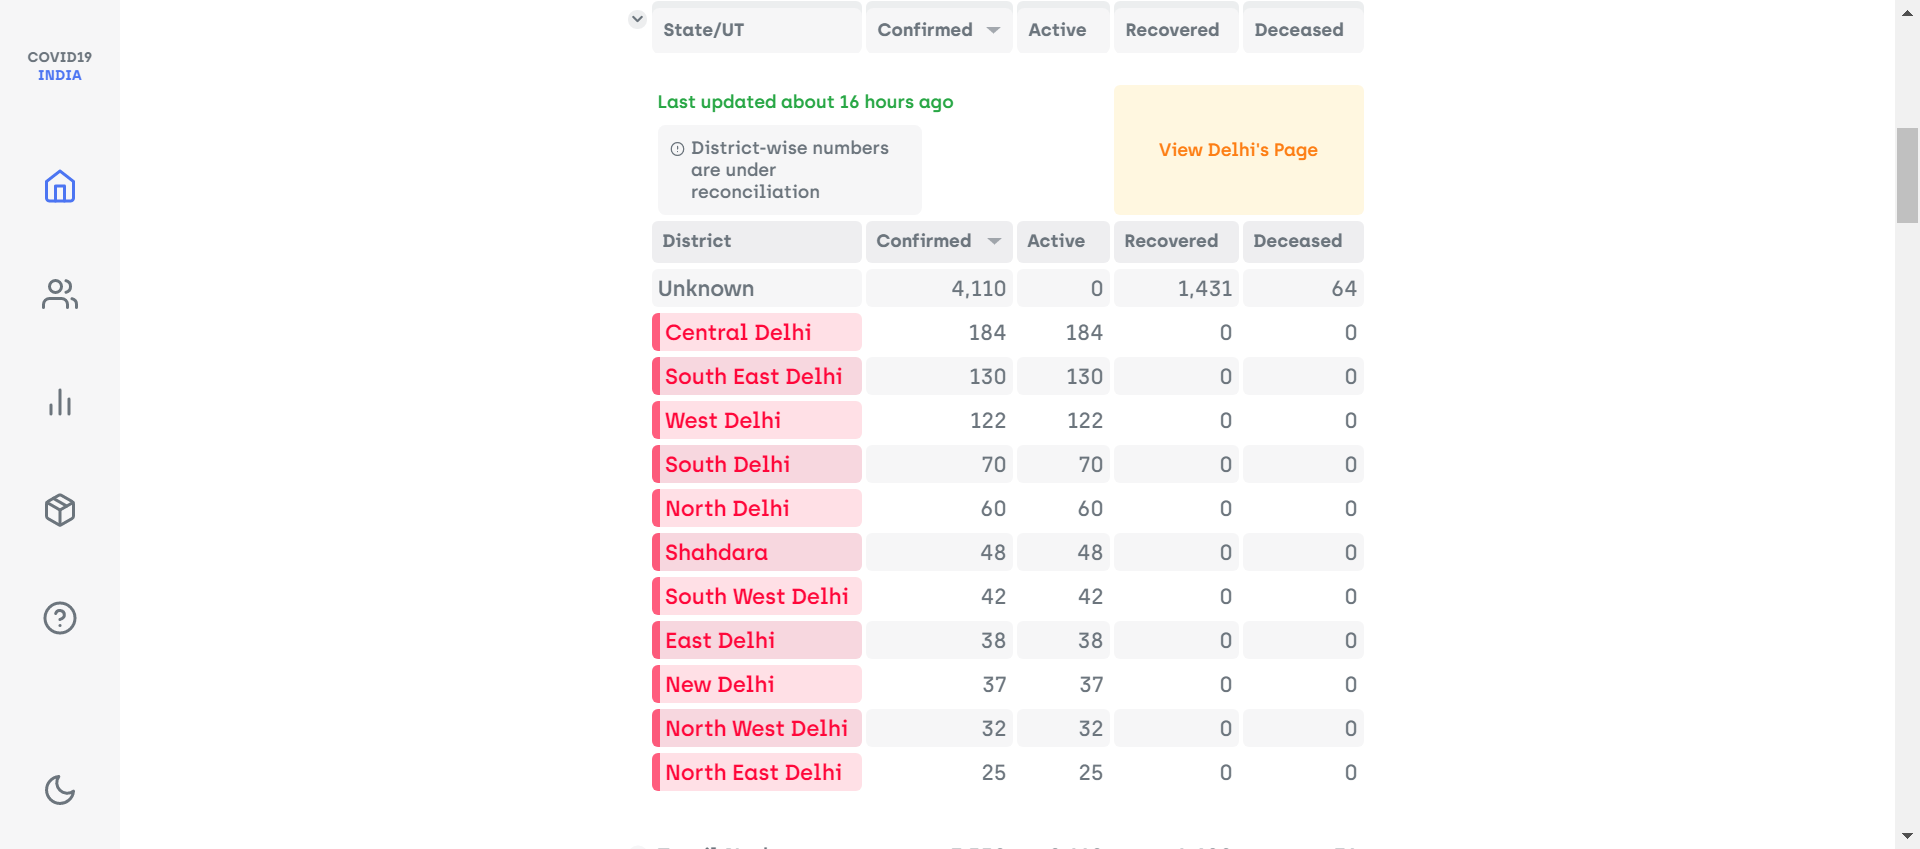 COVID19
INDIA
State/UT Confirmed Active Recovered Deceased
Last updated about 16 hours ago
District-wise numbers
are under
reconciliation
View Delhi's Page
District Confirmed Active Recovered Deceased
Unknown 4,110 0 1,431 64
Central Delhi 184 184 0 0
South East Delhi 130 130 0 0
West Delhi 122 122 0 0
South Delhi 70 70 0 0
North Delhi 60 60 0 0
Shahdara 48 48 0 0
South West Delhi 42 42 0 0
East Delhi 38 38 0 0
New Delhi 37 37 0 0
North West Delhi 32 32 0 0
North East Delhi 25 25 0 0